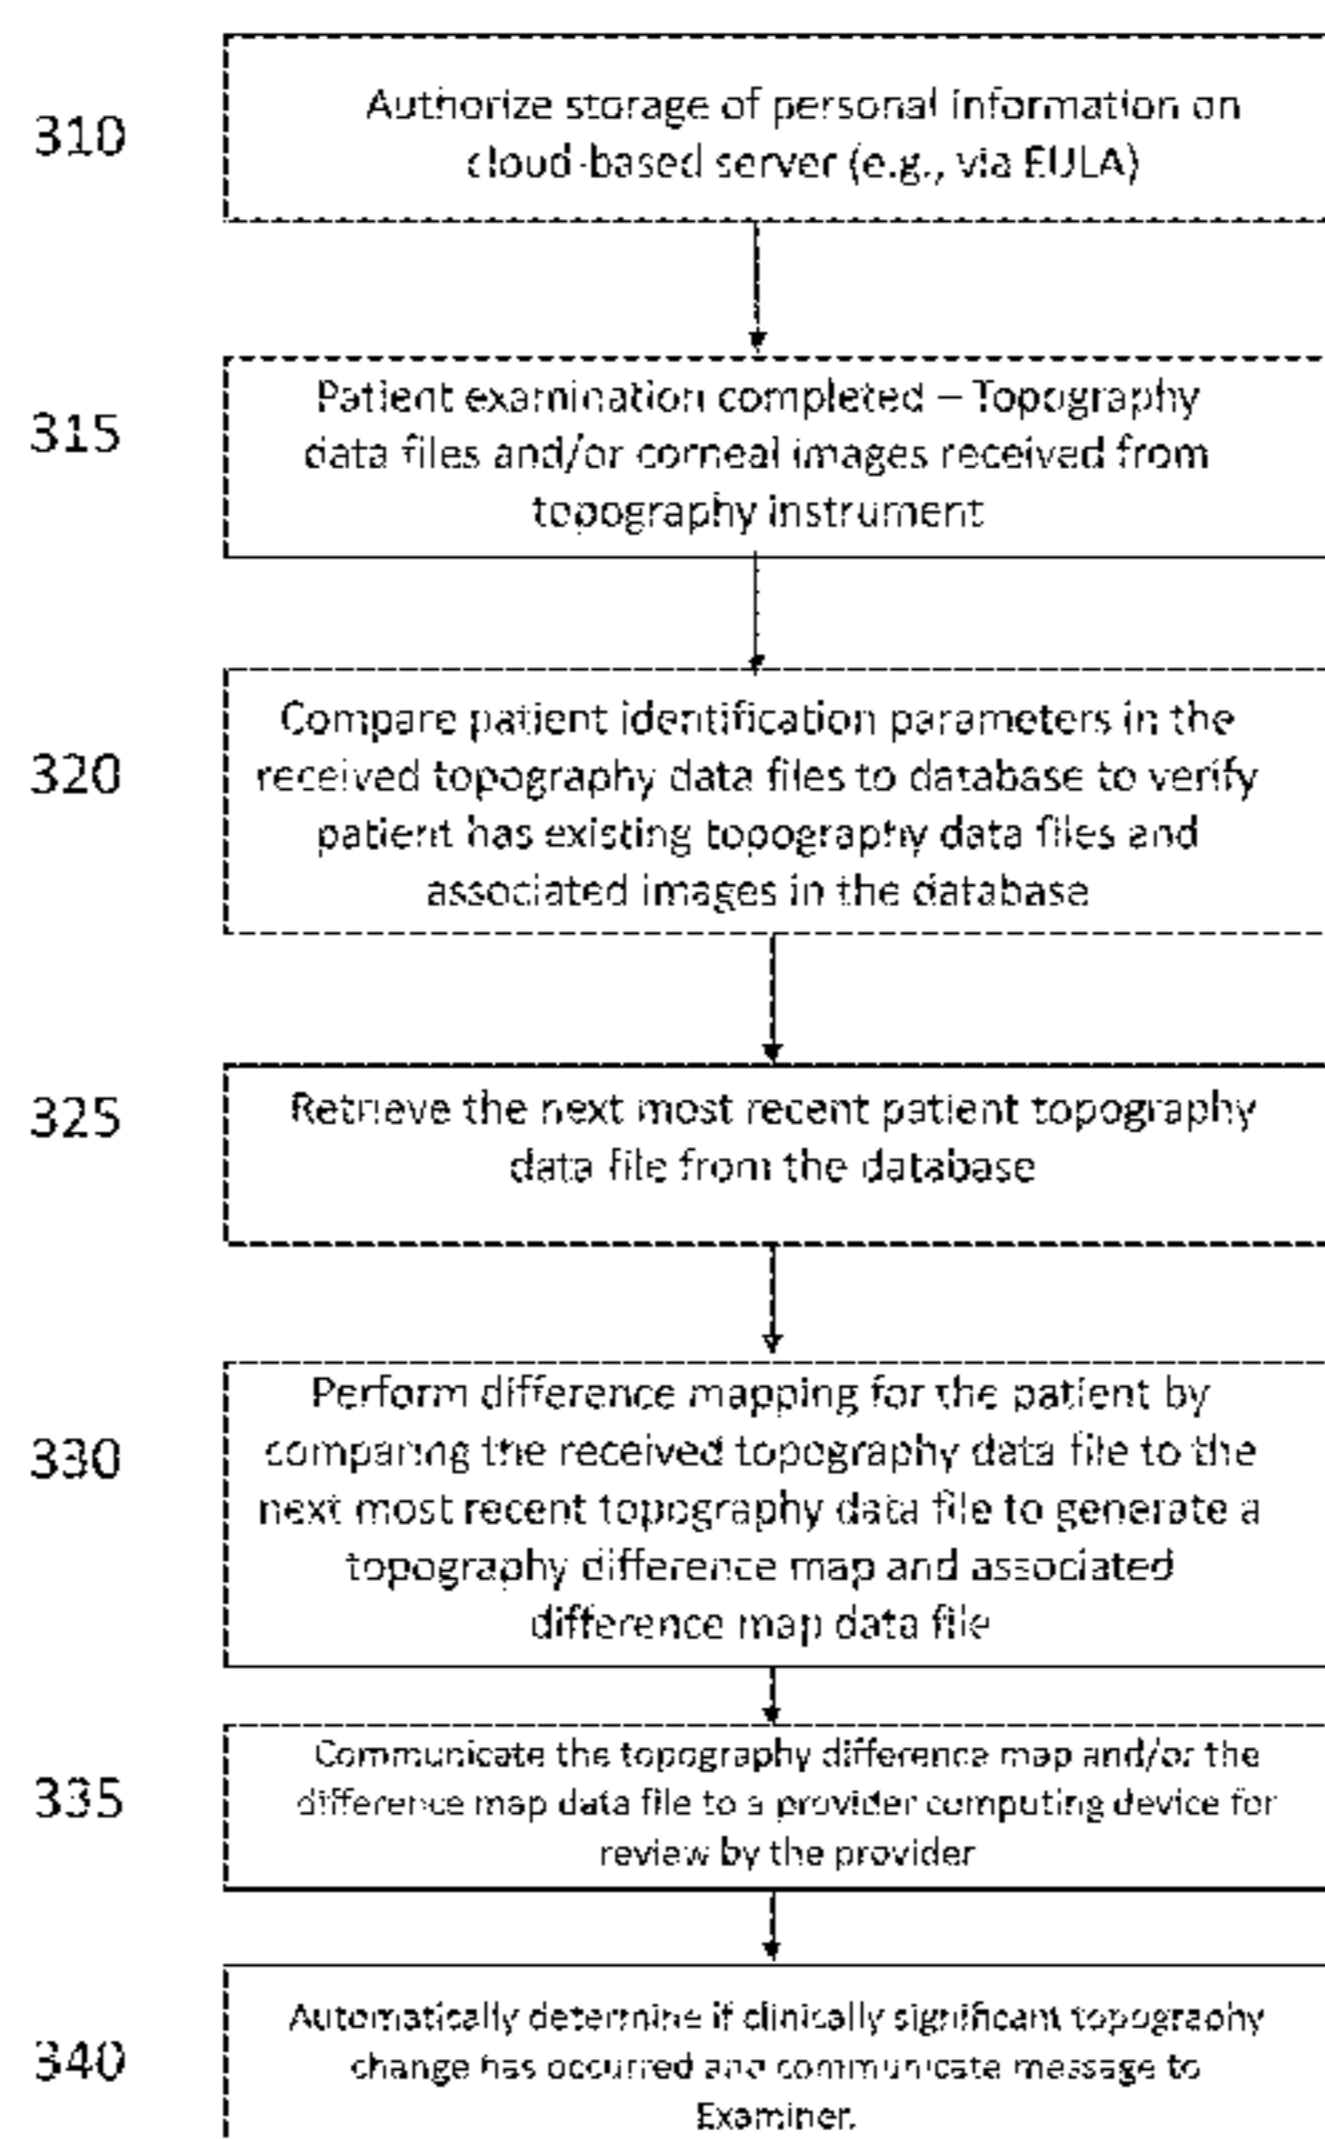 310
Authorize storage of personal information on
cloud-based server (e.g., via EULA)
315
Patient examination completed – Topography
data files and/or corneal images received from
topography instrument
320
Compare patient identification parameters in the
received topography data files to database to verify
patient has existing topography data files and
associated images in the database
325
Retrieve the next most recent patient topography
data file from the database
330
Perform difference mapping for the patient by
comparing the received topography data file to the
next most recent topography data file to generate a
topography difference map and associated
difference map data file
335
Communicate the topography difference map and/or the
difference map data file to a provider computing device for
review by the provider
340
Automatically determine if clinically significant topography
change has occurred and communicate message to
Examiner.